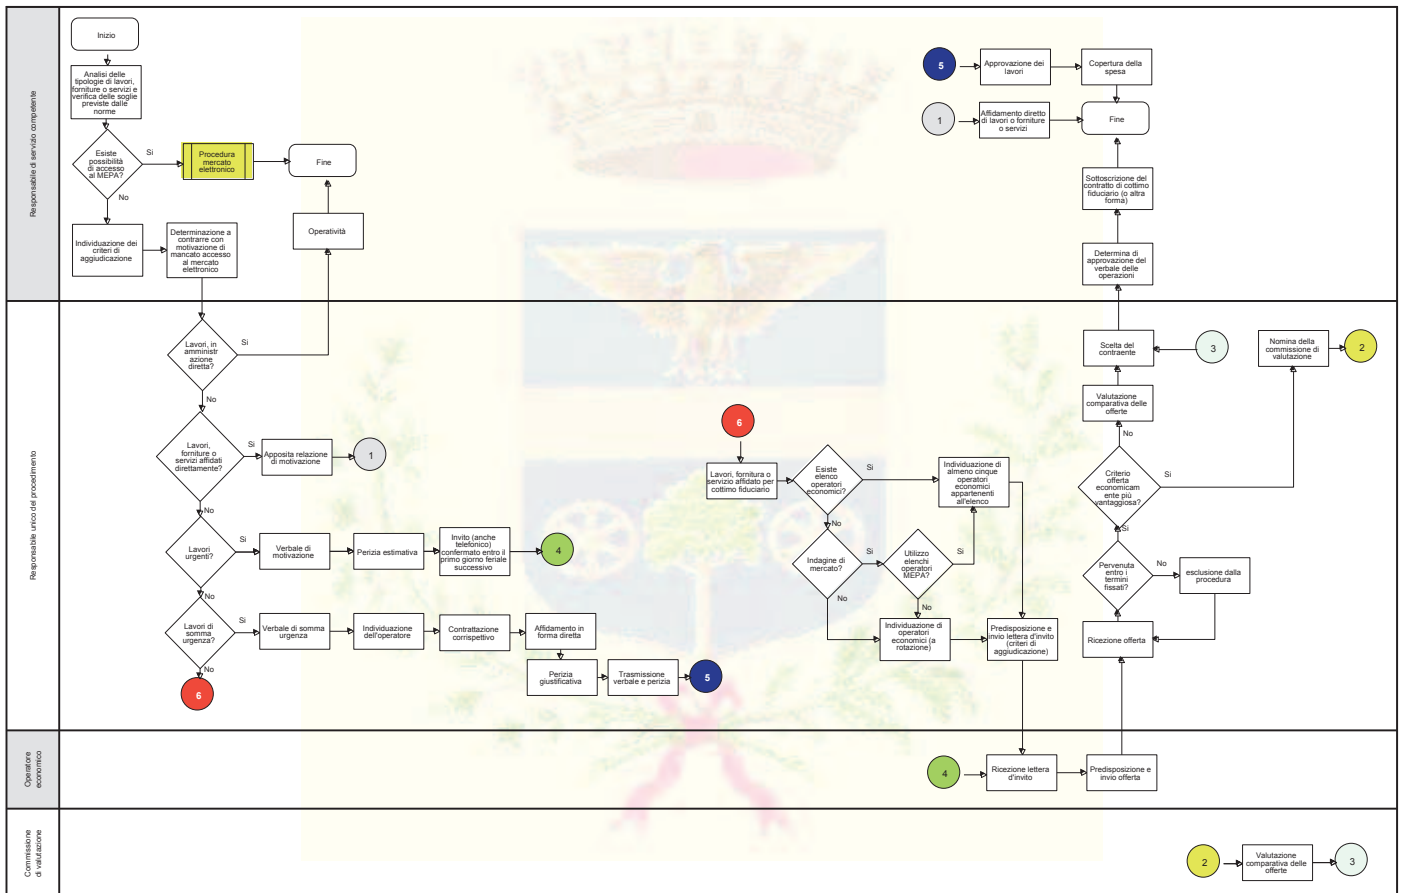 Responsabile di servizio competente
Inizio
Analisi delle
tipologie di lavori,
forniture o servizi e
verifica delle soglie
previste dalle
norme
Esiste
possibilità
di accesso
al MEPA?
Si
No
Procedura
mercato
elettronico
Fine
Operatività
Individuazione dei
criteri di
aggiudicazione
Determinazione a
contrarre con
motivazione di
mancato accesso
al mercato
elettronico
5
Approvazione dei
lavori
Copertura della
spesa
1
Affidamento diretto
di lavori o forniture
o servizi
Fine
Sottoscrizione del
contratto di cottimo
fiduciario (o altra
forma)
Determina di
approvazione del
verbale delle
operazioni
Responsabile unico del procedimento
Lavori, in
amministr
azione
diretta?
Si
No
Lavori,
forniture o
servizi affidati
direttamente?
Si
Apposita relazione
di motivazione
1
No
Lavori
urgenti?
Si
Verbale di
motivazione
Perizia estimativa
Invito (anche
telefonico)
confermato entro il
primo giorno feriale
successivo
4
No
Lavori di
somma
urgenza?
Si
Verbale di somma
urgenza
Individuazione
dell'operatore
Contrattazione
corrispettivo
Affidamento in
forma diretta
Perizia
giustificativa
Trasmissione
verbale e perizia
5
No
6
6
Lavori, fornitura o
servizio affidato per
cottimo fiduciario
Esiste
elenco
operatori
economici?
Si
No
Individuazione di
almeno cinque
operatori
economici
appartenenti
all'elenco
Indagine di
mercato?
Si
No
Utilizzo
elenchi
operatori
MEPA?
Si
No
Individuazione di
operatori
economici (a
rotazione)
Predisposizione e
invio lettera d'invito
(criteri di
aggiudicazione)
Scelta del
contraente
3
Nomina della
commissione di
valutazione
2
Valutazione
comparativa delle
offerte
No
Criterio
offerta
economicam
ente più
vantaggiosa?
Si
Si
Pervenuta
entro i
termini
fissati?
No
esclusione dalla
procedura
Ricezione offerta
Operatore
economico
4
Ricezione lettera
d'invito
Predisposizione e
invio offerta
Commissione
di valutazione
2
Valutazione
comparativa delle
offerte
3